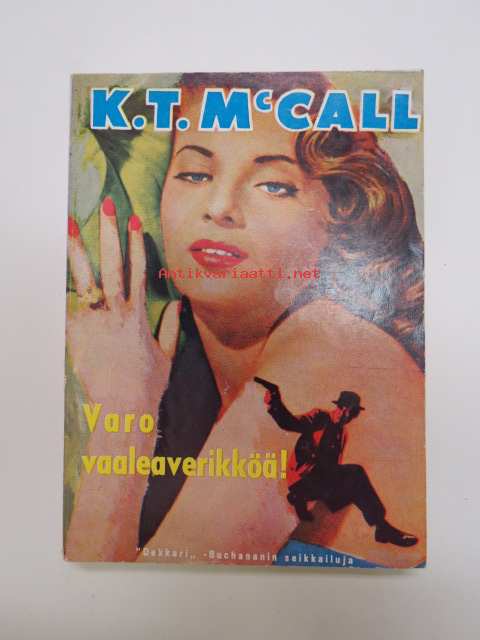 K.T. McCALL
Antikvariaatti.net
Varo
vaaleaverikköä!
"Dekkari„ -Buchananin seikkailuja